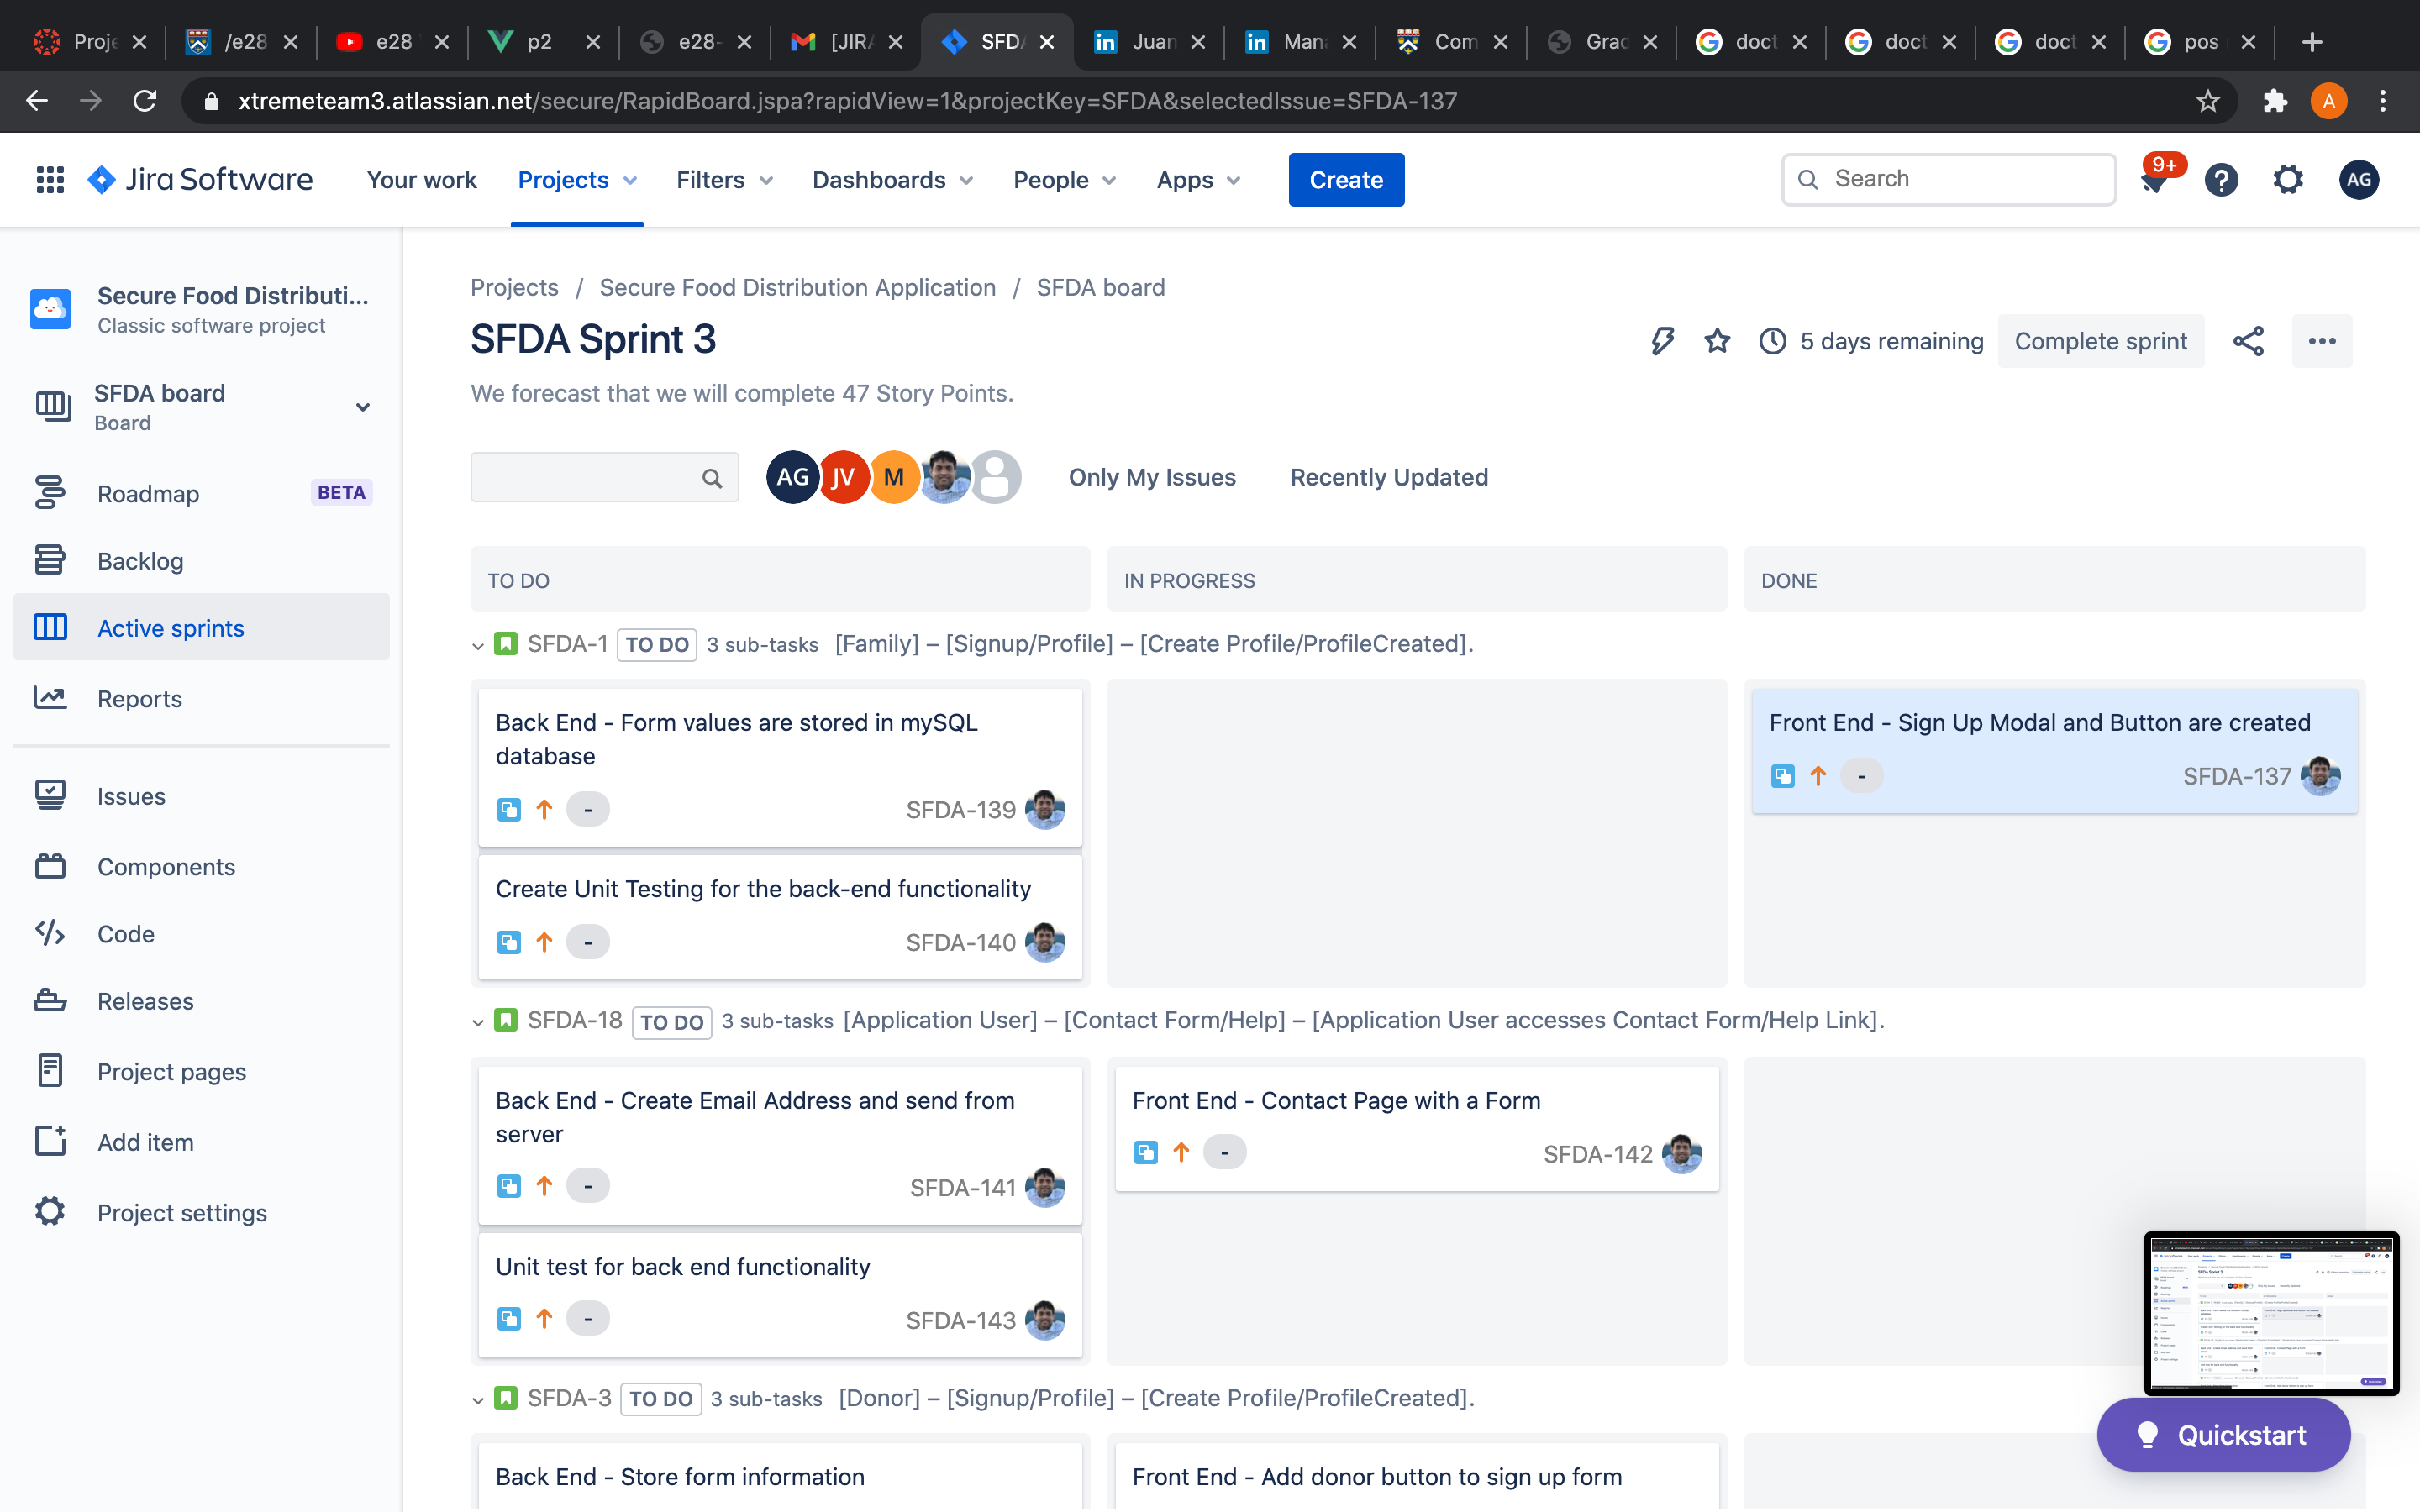 Proje
/e28
e28
p2
e28-
[JIRA
SFDA
Juan
Man
Com
Grad
doct
doct
doct
pos
xtremeteam3.atlassian.net/secure/RapidBoard.jspa?rapidView=1&projectKey=SFDA&selectedIssue=SFDA-137
A
Jira Software
Your work
Projects
Filters
Dashboards
People
Apps
Create
Search
9+
AG
Secure Food Distributi...
Classic software project
SFDA board
Board
Roadmap BETA
Backlog
Active sprints
Reports
Issues
Components
Code
Releases
Project pages
Add item
Project settings
Projects / Secure Food Distribution Application / SFDA board
SFDA Sprint 3
5 days remaining
Complete sprint
We forecast that we will complete 47 Story Points.
AG JV M
Only My Issues
Recently Updated
TO DO
IN PROGRESS
DONE
SFDA-1 TO DO 3 sub-tasks [Family] – [Signup/Profile] – [Create Profile/ProfileCreated].
Back End - Form values are stored in mySQL
database
- SFDA-139
Create Unit Testing for the back-end functionality
- SFDA-140
Front End - Sign Up Modal and Button are created
- SFDA-137
SFDA-18 TO DO 3 sub-tasks [Application User] – [Contact Form/Help] – [Application User accesses Contact Form/Help Link].
Back End - Create Email Address and send from
server
- SFDA-141
Unit test for back end functionality
- SFDA-143
Front End - Contact Page with a Form
- SFDA-142
SFDA-3 TO DO 3 sub-tasks [Donor] – [Signup/Profile] – [Create Profile/ProfileCreated].
Back End - Store form information
Front End - Add donor button to sign up form
Quickstart